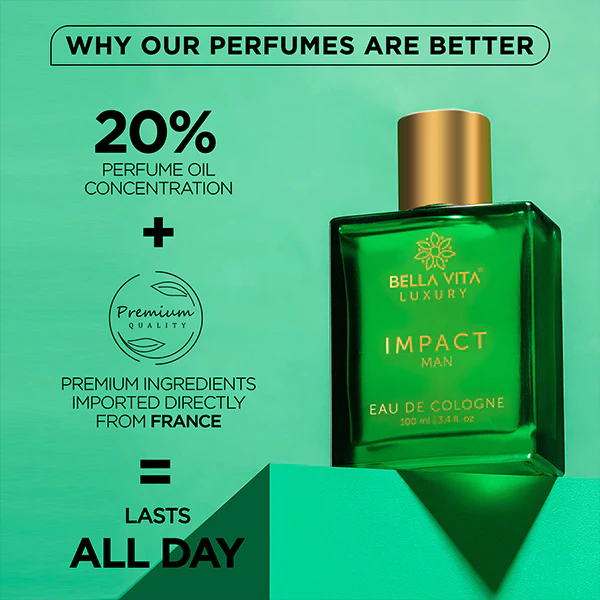 WHY OUR PERFUMES ARE BETTER
20%
PERFUME OIL
CONCENTRATION
+
Premium
QUALITY
PREMIUM INGREDIENTS
IMPORTED DIRECTLY
FROM FRANCE
=
LASTS
ALL DAY
BELLA VITA
LUXURY
IMPACT
MAN
EAU DE COLOGNE
100 ml | 3.4 fl. oz